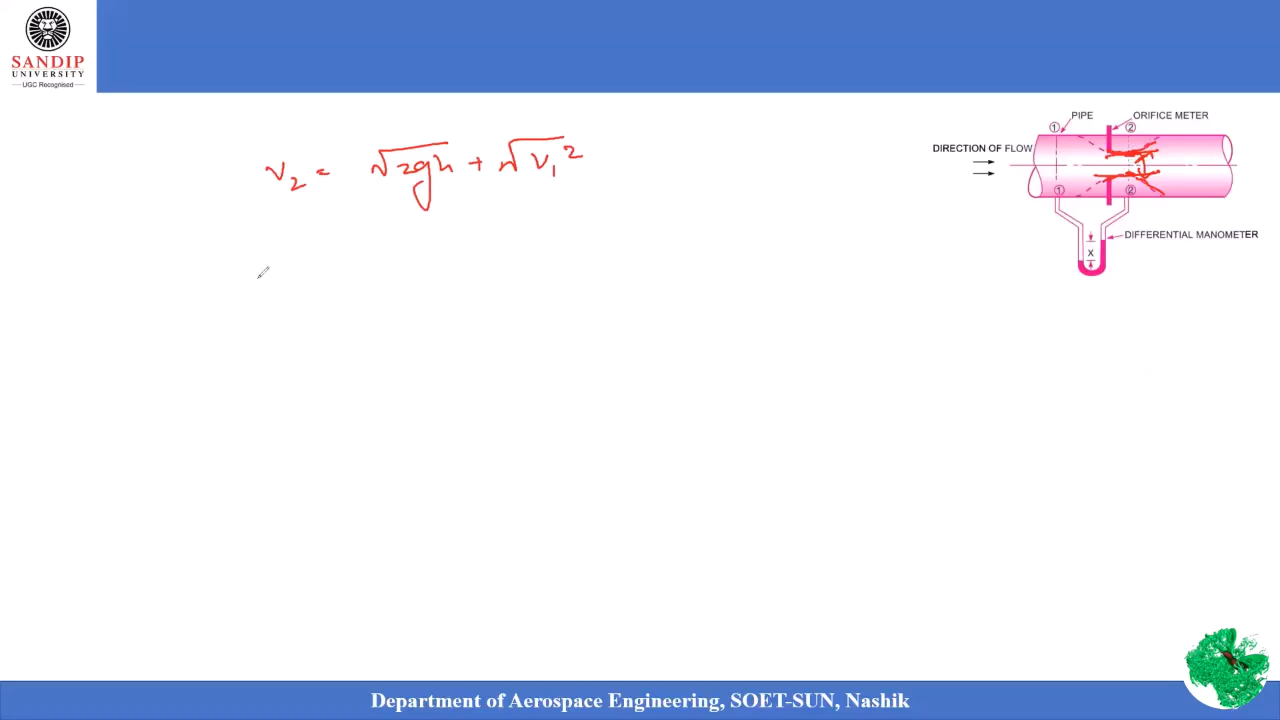 SANDIP
UNIVERSITY
UGC Recognised
v₂ = √2gh + √v₁²
PIPE
ORIFICE METER
① ②
DIRECTION OF FLOW
① ②
DIFFERENTIAL MANOMETER
X
Department of Aerospace Engineering, SOET-SUN, Nashik